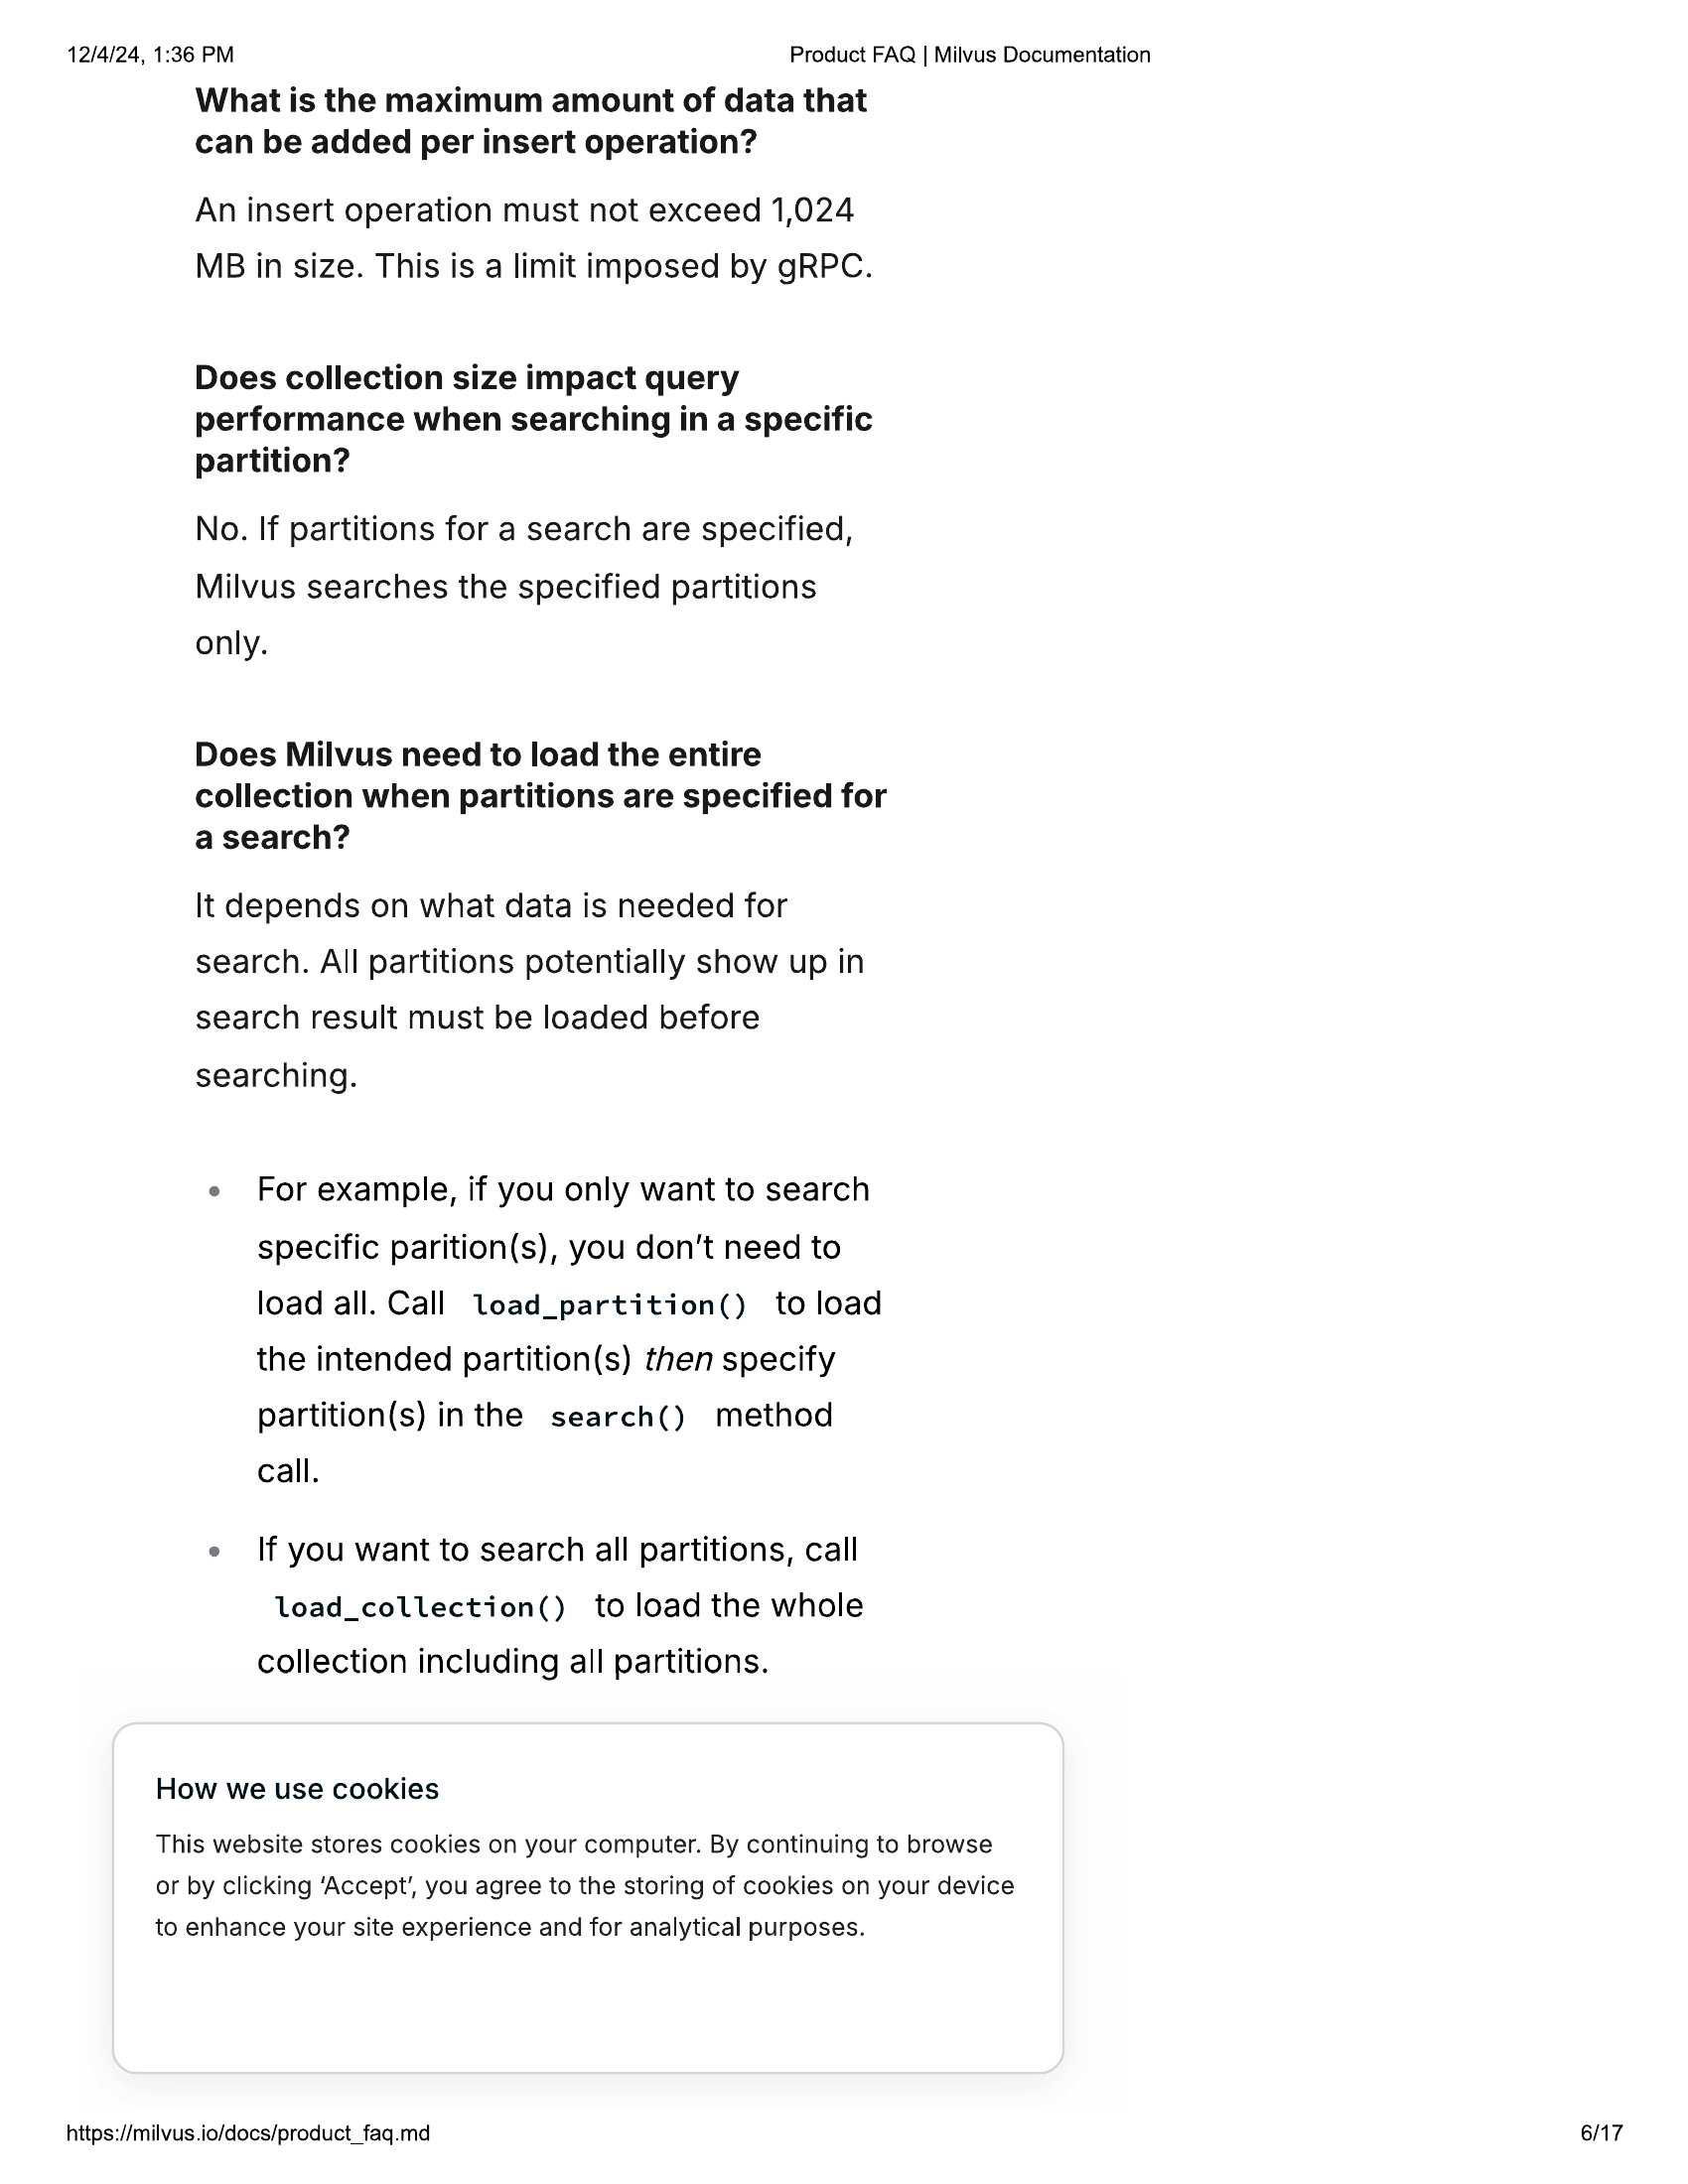 12/4/24, 1:36 PM
Product FAQ | Milvus Documentation
What is the maximum amount of data that
can be added per insert operation?
An insert operation must not exceed 1,024
MB in size. This is a limit imposed by gRPC.
Does collection size impact query
performance when searching in a specific
partition?
No. If partitions for a search are specified,
Milvus searches the specified partitions
only.
Does Milvus need to load the entire
collection when partitions are specified for
a search?
It depends on what data is needed for
search. All partitions potentially show up in
search result must be loaded before
searching.
• For example, if you only want to search
specific parition(s), you don’t need to
load all. Call load_partition() to load
the intended partition(s) then specify
partition(s) in the search() method
call.
• If you want to search all partitions, call
load_collection() to load the whole
collection including all partitions.
How we use cookies
This website stores cookies on your computer. By continuing to browse
or by clicking ‘Accept’, you agree to the storing of cookies on your device
to enhance your site experience and for analytical purposes.
https://milvus.io/docs/product_faq.md
6/17